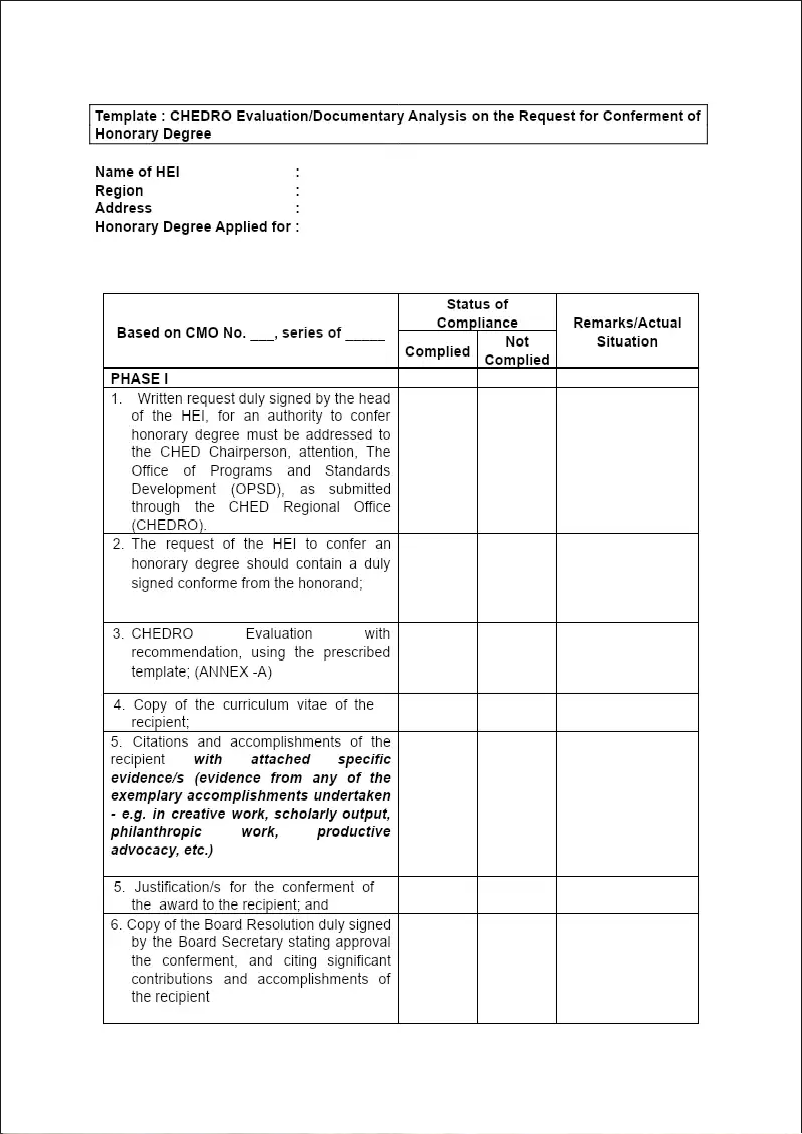 Template : CHEDRO Evaluation/Documentary Analysis on the Request for Conferment of
Honorary Degree
Name of HEI :
Region :
Address :
Honorary Degree Applied for :
Based on CMO No. ___, series of _____
Status of
Compliance
Complied
Not
Complied
Remarks/Actual
Situation
PHASE I
1. Written request duly signed by the head
of the HEI, for an authority to confer
honorary degree must be addressed to
the CHED Chairperson, attention, The
Office of Programs and Standards
Development (OPSD), as submitted
through the CHED Regional Office
(CHEDRO).
2. The request of the HEI to confer an
honorary degree should contain a duly
signed conforme from the honorand;
3. CHEDRO Evaluation with
recommendation, using the prescribed
template; (ANNEX -A)
4. Copy of the curriculum vitae of the
recipient;
5. Citations and accomplishments of the
recipient with attached specific
evidence/s (evidence from any of the
exemplary accomplishments undertaken
- e.g. in creative work, scholarly output,
philanthropic work, productive
advocacy, etc.)
5. Justification/s for the conferment of
the award to the recipient; and
6. Copy of the Board Resolution duly signed
by the Board Secretary stating approval
the conferment, and citing significant
contributions and accomplishments of
the recipient